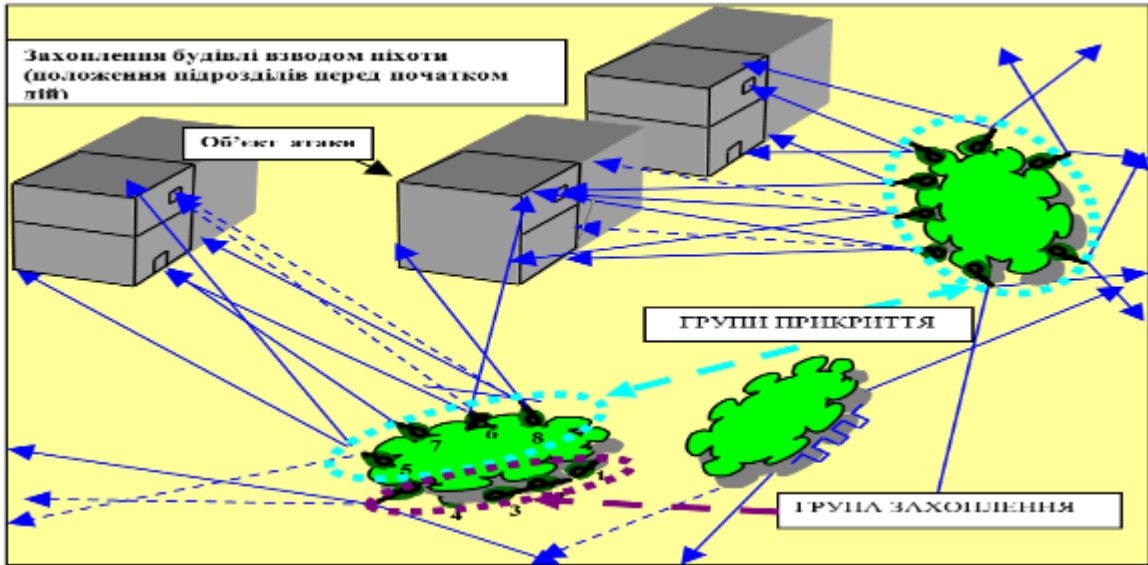 Захоплення будівлі взводом піхоти
(положення підрозділів перед початком
дій)
Об’єкт атаки
ГРУПИ ПРИКРИТТЯ
6
8
7
5
1
4
3
ГРУПА ЗАХОПЛЕННЯ